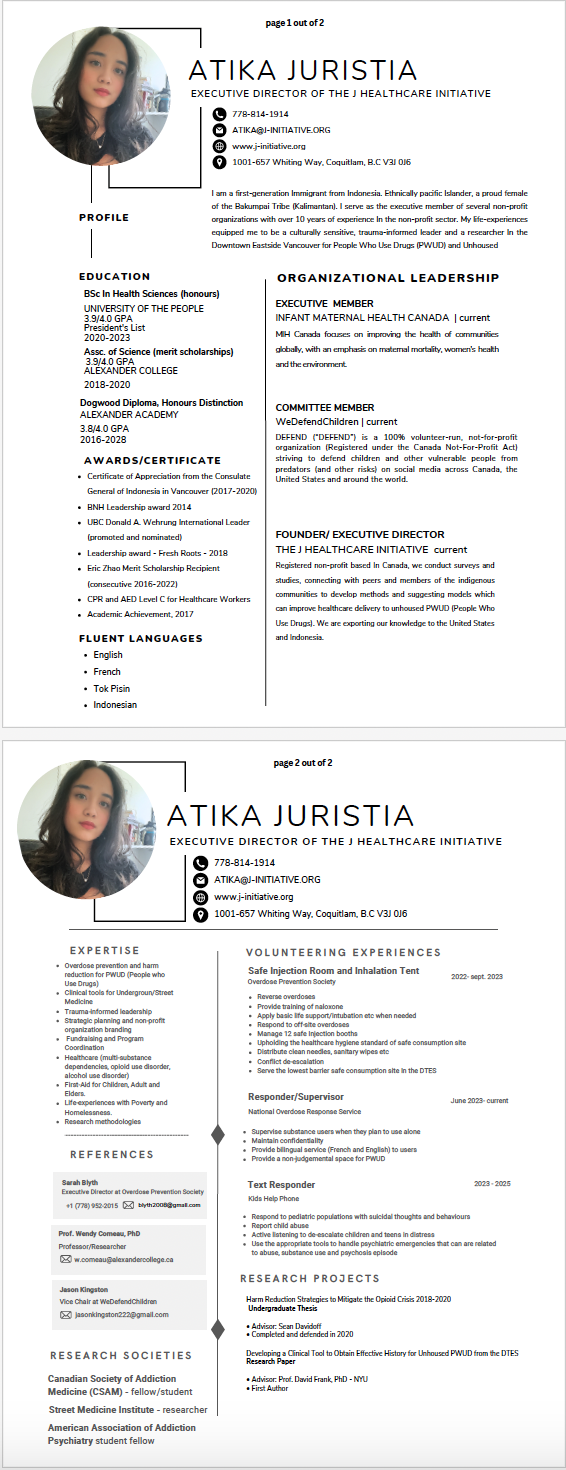 page 1 out of 2
ATIKA JURISTIA
EXECUTIVE DIRECTOR OF THE J HEALTHCARE INITIATIVE
778-814-1914
ATIKA@J-INITIATIVE.ORG
www.j-initiative.org
1001-657 Whiting Way, Coquitlam, B.C V3J 0J6
PROFILE
I am a first-generation Immigrant from Indonesia. Ethnically pacific Islander, a proud female
of the Bakumpai Tribe (Kalimantan). I serve as the executive member of several non-profit
organizations with over 10 years of experience In the non-profit sector. My life-experiences
equipped me to be a culturally sensitive, trauma-informed leader and a researcher In the
Downtown Eastside Vancouver for People Who Use Drugs (PWUD) and Unhoused
EDUCATION
BSc In Health Sciences (honours)
UNIVERSITY OF THE PEOPLE
3.9/4.0 GPA
President's List
2020-2023
Assc. of Science (merit scholarships)
3.9/4.0 GPA
ALEXANDER COLLEGE
2018-2020
Dogwood Diploma, Honours Distinction
ALEXANDER ACADEMY
3.8/4.0 GPA
2016-2028
AWARDS/CERTIFICATE
• Certificate of Appreciation from the Consulate
General of Indonesia in Vancouver (2017-2020)
• BNH Leadership award 2014
• UBC Donald A. Wehrung International Leader
(promoted and nominated)
• Leadership award - Fresh Roots - 2018
• Eric Zhao Merit Scholarship Recipient
(consecutive 2016-2022)
• CPR and AED Level C for Healthcare Workers
• Academic Achievement, 2017
FLUENT LANGUAGES
• English
• French
• Tok Pisin
• Indonesian
ORGANIZATIONAL LEADERSHIP
EXECUTIVE MEMBER
INFANT MATERNAL HEALTH CANADA | current
MIH Canada focuses on improving the health of communities
globally, with an emphasis on maternal mortality, women's health
and the environment.
COMMITTEE MEMBER
WeDefendChildren | current
DEFEND ("DEFEND") is a 100% volunteer-run, not-for-profit
organization (Registered under the Canada Not-For-Profit Act)
striving to defend children and other vulnerable people from
predators (and other risks) on social media across Canada, the
United States and around the world.
FOUNDER/ EXECUTIVE DIRECTOR
THE J HEALTHCARE INITIATIVE current
Registered non-profit based In Canada, we conduct surveys and
studies, connecting with peers and members of the indigenous
communities to develop methods and suggesting models which
can improve healthcare delivery to unhoused PWUD (People Who
Use Drugs). We are exporting our knowledge to the United States
and Indonesia.
page 2 out of 2
ATIKA JURISTIA
EXECUTIVE DIRECTOR OF THE J HEALTHCARE INITIATIVE
778-814-1914
ATIKA@J-INITIATIVE.ORG
www.j-initiative.org
1001-657 Whiting Way, Coquitlam, B.C V3J 0J6
EXPERTISE
• Overdose prevention and harm
reduction for PWUD (People who
Use Drugs)
• Clinical tools for Undergroun/Street
Medicine
• Trauma-informed leadership
• Strategic planning and non-profit
organization branding
• Fundraising and Program
Coordination
• Healthcare (multi-substance
dependencies, opioid use disorder,
alcohol use disorder)
• First-Aid for Children, Adult and
Elders.
• Life-experiences with Poverty and
Homelessness.
• Research methodologies
REFERENCES
Sarah Blyth
Executive Director at Overdose Prevention Society
+1 (778) 952-2015 blyth2008@gmail.com
Prof. Wendy Comeau, PhD
Professor/Researcher
w.comeau@alexandercollege.ca
Jason Kingston
Vice Chair at WeDefendChildren
jasonkingston222@gmail.com
RESEARCH SOCIETIES
Canadian Society of Addiction
Medicine (CSAM) - fellow/student
Street Medicine Institute - researcher
American Association of Addiction
Psychiatry student fellow
VOLUNTEERING EXPERIENCES
Safe Injection Room and Inhalation Tent
2022- sept. 2023
Overdose Prevention Society
• Reverse overdoses
• Provide training of naloxone
• Apply basic life support/intubation etc when needed
• Respond to off-site overdoses
• Manage 12 safe Injection booths
• Upholding the healthcare hygiene standard of safe consumption site
• Distribute clean needles, sanitary wipes etc
• Conflict de-escalation
• Serve the lowest barrier safe consumption site in the DTES
Responder/Supervisor
June 2023- current
National Overdose Response Service
• Supervise substance users when they plan to use alone
• Maintain confidentiality
• Provide bilingual service (French and English) to users
• Provide a non-judgemental space for PWUD
Text Responder
2023 - 2025
Kids Help Phone
• Respond to pediatric populations with suicidal thoughts and behaviours
• Report child abuse
• Active listening to de-escalate children and teens in distress
• Use the appropriate tools to handle psychiatric emergencies that can are related
to abuse, substance use and psychosis episode
RESEARCH PROJECTS
Harm Reduction Strategies to Mitigate the Opioid Crisis 2018-2020
Undergraduate Thesis
• Advisor: Sean Davidoff
• Completed and defended in 2020
Developing a Clinical Tool to Obtain Effective History for Unhoused PWUD from the DTES
Research Paper
• Advisor: Prof. David Frank, PhD - NYU
• First Author